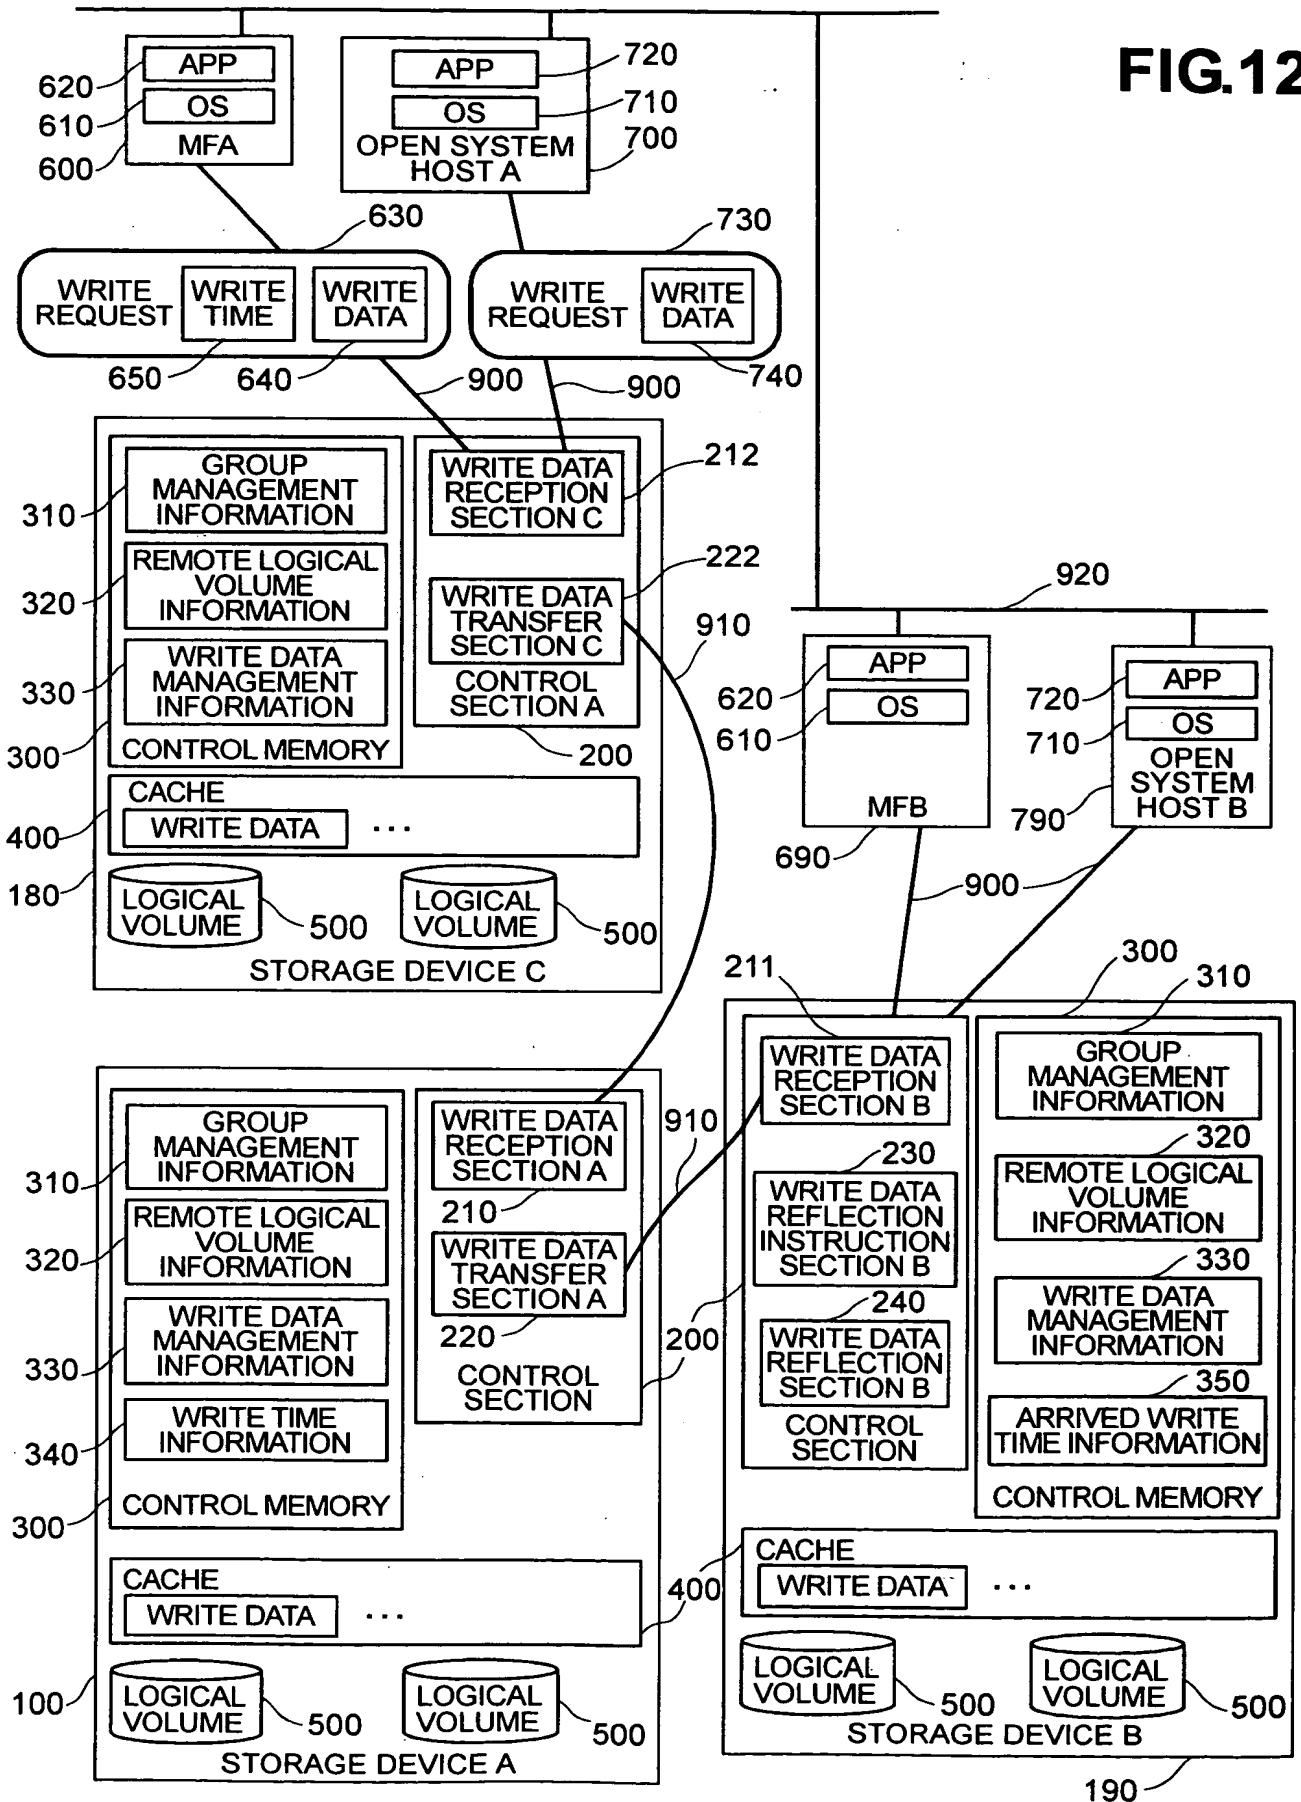 FIG.12
APP
620
OS
610
MFA
600
APP
720
OS
710
OPEN SYSTEM
HOST A
700
630
WRITE
REQUEST
WRITE
TIME
WRITE
DATA
650
640
900
730
WRITE
REQUEST
WRITE
DATA
740
900
GROUP
MANAGEMENT
INFORMATION
310
REMOTE LOGICAL
VOLUME
INFORMATION
320
WRITE DATA
MANAGEMENT
INFORMATION
330
CONTROL MEMORY
300
WRITE DATA
RECEPTION
SECTION C
212
WRITE DATA
TRANSFER
SECTION C
222
CONTROL
SECTION A
200
910
CACHE
WRITE DATA
...
400
180
LOGICAL
VOLUME
500
LOGICAL
VOLUME
500
STORAGE DEVICE C
920
APP
620
OS
610
MFB
690
APP
720
OS
710
OPEN
SYSTEM
HOST B
790
900
GROUP
MANAGEMENT
INFORMATION
310
REMOTE LOGICAL
VOLUME
INFORMATION
320
WRITE DATA
MANAGEMENT
INFORMATION
330
WRITE TIME
INFORMATION
340
CONTROL MEMORY
300
WRITE DATA
RECEPTION
SECTION A
210
WRITE DATA
TRANSFER
SECTION A
220
CONTROL
SECTION
200
910
CACHE
WRITE DATA
...
400
100
LOGICAL
VOLUME
500
LOGICAL
VOLUME
500
STORAGE DEVICE A
211
WRITE DATA
RECEPTION
SECTION B
230
WRITE DATA
REFLECTION
INSTRUCTION
SECTION B
240
WRITE DATA
REFLECTION
SECTION B
CONTROL
SECTION
300
310
GROUP
MANAGEMENT
INFORMATION
320
REMOTE LOGICAL
VOLUME
INFORMATION
330
WRITE DATA
MANAGEMENT
INFORMATION
350
ARRIVED WRITE
TIME INFORMATION
CONTROL MEMORY
CACHE
WRITE DATA
...
LOGICAL
VOLUME
500
LOGICAL
VOLUME
500
STORAGE DEVICE B
190